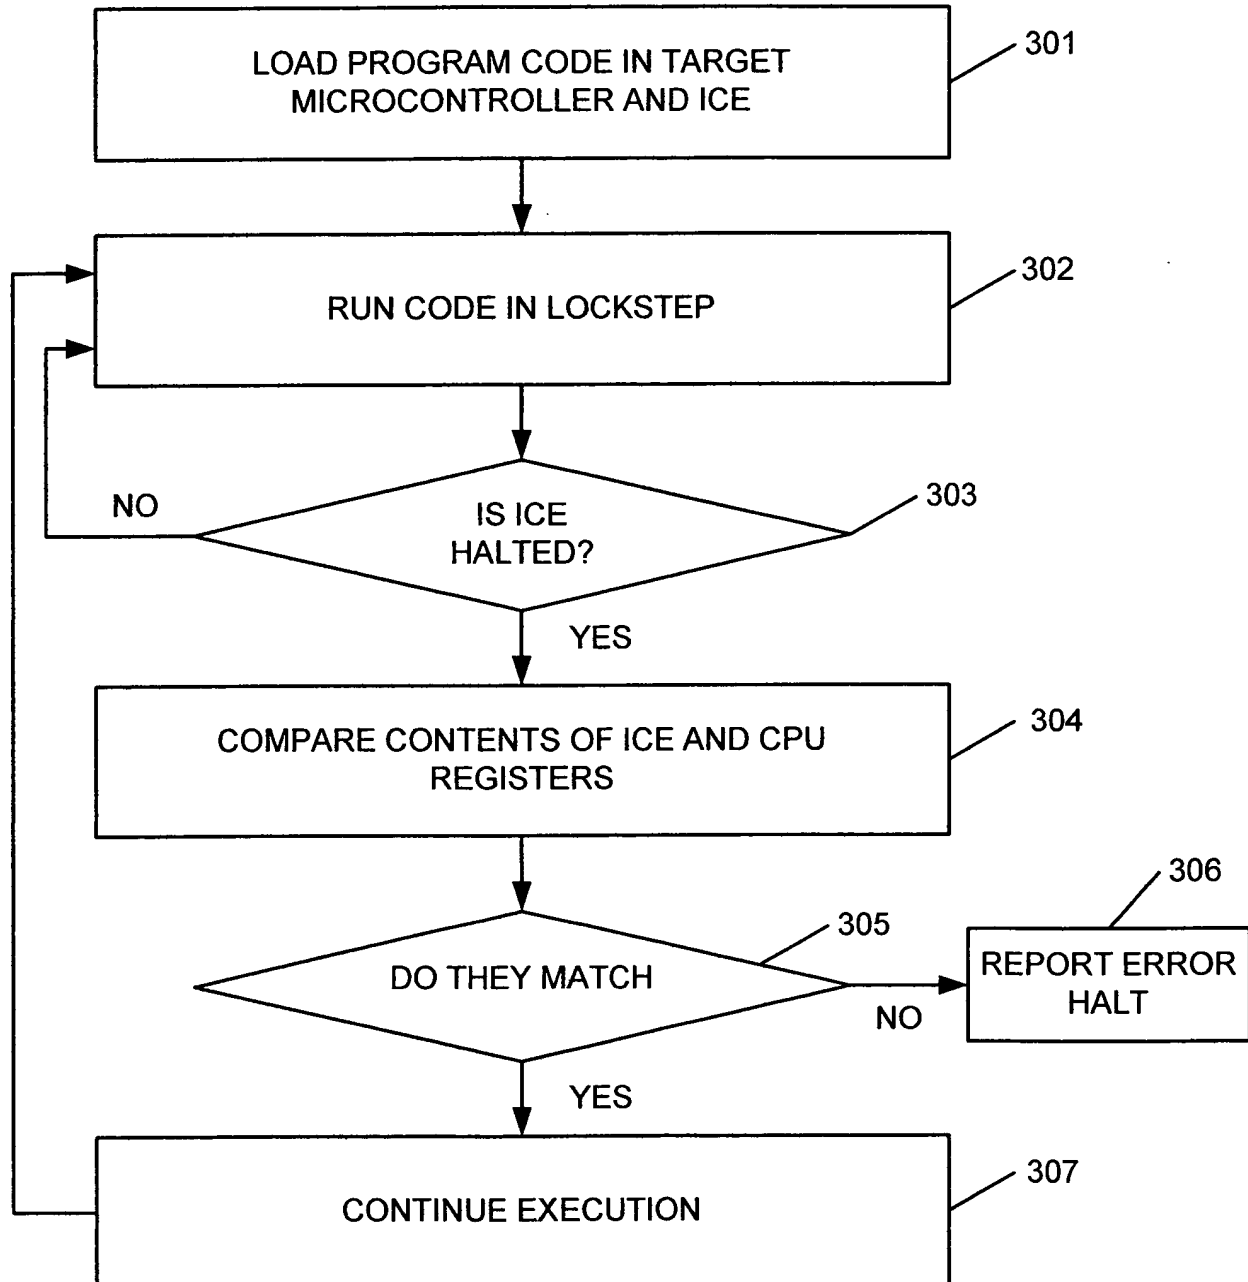 LOAD PROGRAM CODE IN TARGET
MICROCONTROLLER AND ICE
301
RUN CODE IN LOCKSTEP
302
IS ICE
HALTED?
303
NO
YES
COMPARE CONTENTS OF ICE AND CPU
REGISTERS
304
DO THEY MATCH
305
NO
306
REPORT ERROR
HALT
YES
CONTINUE EXECUTION
307